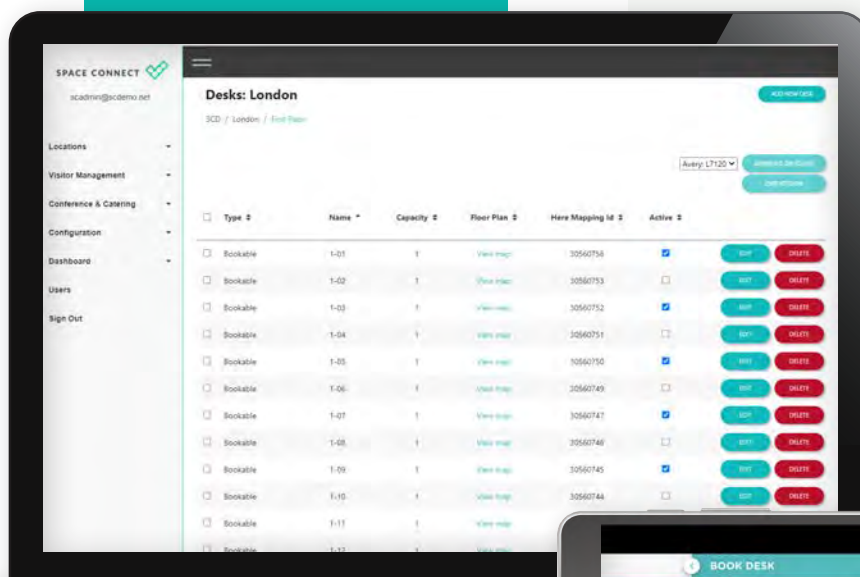 SPACE CONNECT
scadmin@scdemo.net
Locations
Visitor Management
Conference & Catering
Configuration
Dashboard
Users
Sign Out
Desks: London
SCD / London / First Floor
ADD NEW DESK
Avery: L7120
Type Name Capacity Floor Plan Here Mapping Id Active
Bookable 1-01 1 View map 30560756 EDIT DELETE
Bookable 1-02 1 View map 30560753 EDIT DELETE
Bookable 1-03 1 View map 30560752 EDIT DELETE
Bookable 1-04 1 View map 30560751 EDIT DELETE
Bookable 1-05 1 View map 30560750 EDIT DELETE
Bookable 1-06 1 View map 30560749 EDIT DELETE
Bookable 1-07 1 View map 30560747 EDIT DELETE
Bookable 1-08 1 View map 30560746 EDIT DELETE
Bookable 1-09 1 View map 30560745 EDIT DELETE
Bookable 1-10 1 View map 30560744 EDIT DELETE
Bookable 1-11 1 View map
Bookable 1-12 1 View map
BOOK DESK